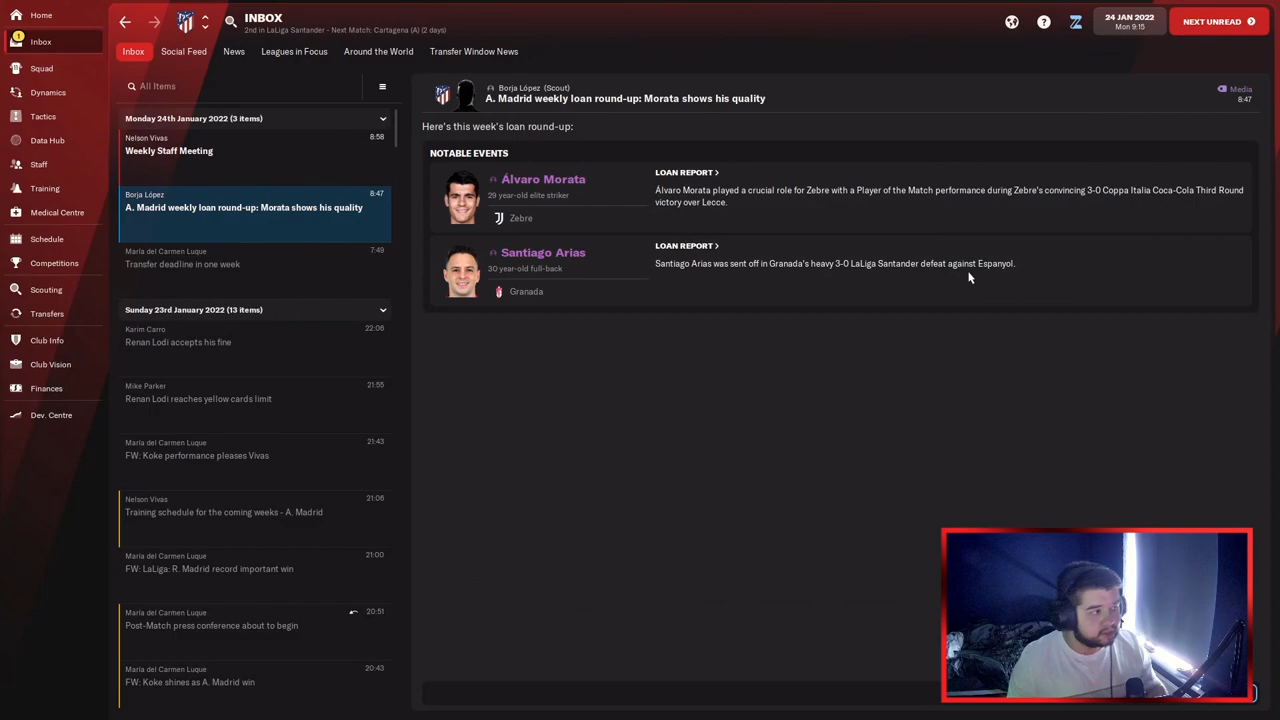 Home
1
Inbox
Squad
Dynamics
Tactics
Data Hub
Staff
Training
Medical Centre
Schedule
Competitions
Scouting
Transfers
Club Info
Club Vision
Finances
Dev. Centre
INBOX
2nd in LaLiga Santander - Next Match: Cartagena (A) (2 days)
24 JAN 2022
Mon 9:15
NEXT UNREAD
Inbox
Social Feed
News
Leagues in Focus
Around the World
Transfer Window News
All Items
Monday 24th January 2022 (3 items)
Nelson Vivas 8:58
Weekly Staff Meeting
Borja López 8:47
A. Madrid weekly loan round-up: Morata shows his quality
María del Carmen Luque 7:49
Transfer deadline in one week
Sunday 23rd January 2022 (13 items)
Karim Carro 22:06
Renan Lodi accepts his fine
Mike Parker 21:55
Renan Lodi reaches yellow cards limit
María del Carmen Luque 21:43
FW: Koke performance pleases Vivas
Nelson Vivas 21:06
Training schedule for the coming weeks - A. Madrid
María del Carmen Luque 21:00
FW: LaLiga: R. Madrid record important win
María del Carmen Luque 20:51
Post-Match press conference about to begin
María del Carmen Luque 20:43
FW: Koke shines as A. Madrid win
Borja López (Scout)
A. Madrid weekly loan round-up: Morata shows his quality
Media
8:47
Here's this week's loan round-up:
NOTABLE EVENTS
Álvaro Morata
29 year-old elite striker
Zebre
LOAN REPORT >
Álvaro Morata played a crucial role for Zebre with a Player of the Match performance during Zebre's convincing 3-0 Coppa Italia Coca-Cola Third Round
victory over Lecce.
Santiago Arias
30 year-old full-back
Granada
LOAN REPORT >
Santiago Arias was sent off in Granada's heavy 3-0 LaLiga Santander defeat against Espanyol.